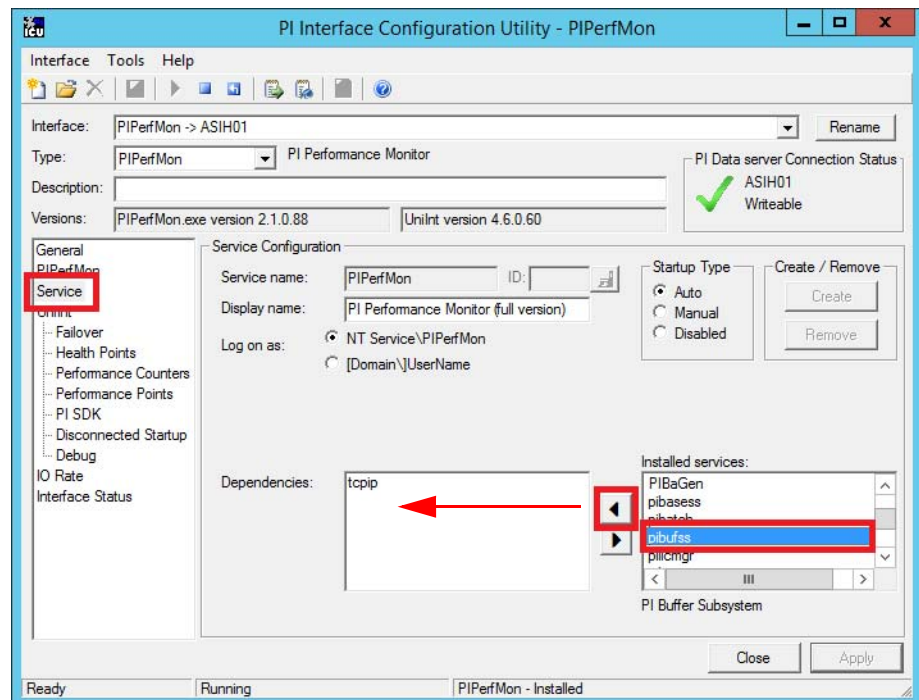 PI Interface Configuration Utility - PIPerfMon
Interface Tools Help
Interface: PIPerfMon -> ASIH01 Rename
Type: PIPerfMon PI Performance Monitor
PI Data server Connection Status
ASIH01
Writeable
Description:
Versions: PIPerfMon.exe version 2.1.0.88 UniInt version 4.6.0.60
General
PIPerfMon
Service
UniInt
Failover
Health Points
Performance Counters
Performance Points
PI SDK
Disconnected Startup
Debug
IO Rate
Interface Status
Service Configuration
Service name: PIPerfMon ID:
Display name: PI Performance Monitor (full version)
Log on as: NT Service\PIPerfMon
[Domain\]UserName
Startup Type
Auto
Manual
Disabled
Create / Remove
Create
Remove
Dependencies: tcpip
Installed services:
PIBaGen
pibasess
pibatch
pibufss
pilicmgr
PI Buffer Subsystem
Close Apply
Ready Running PIPerfMon - Installed